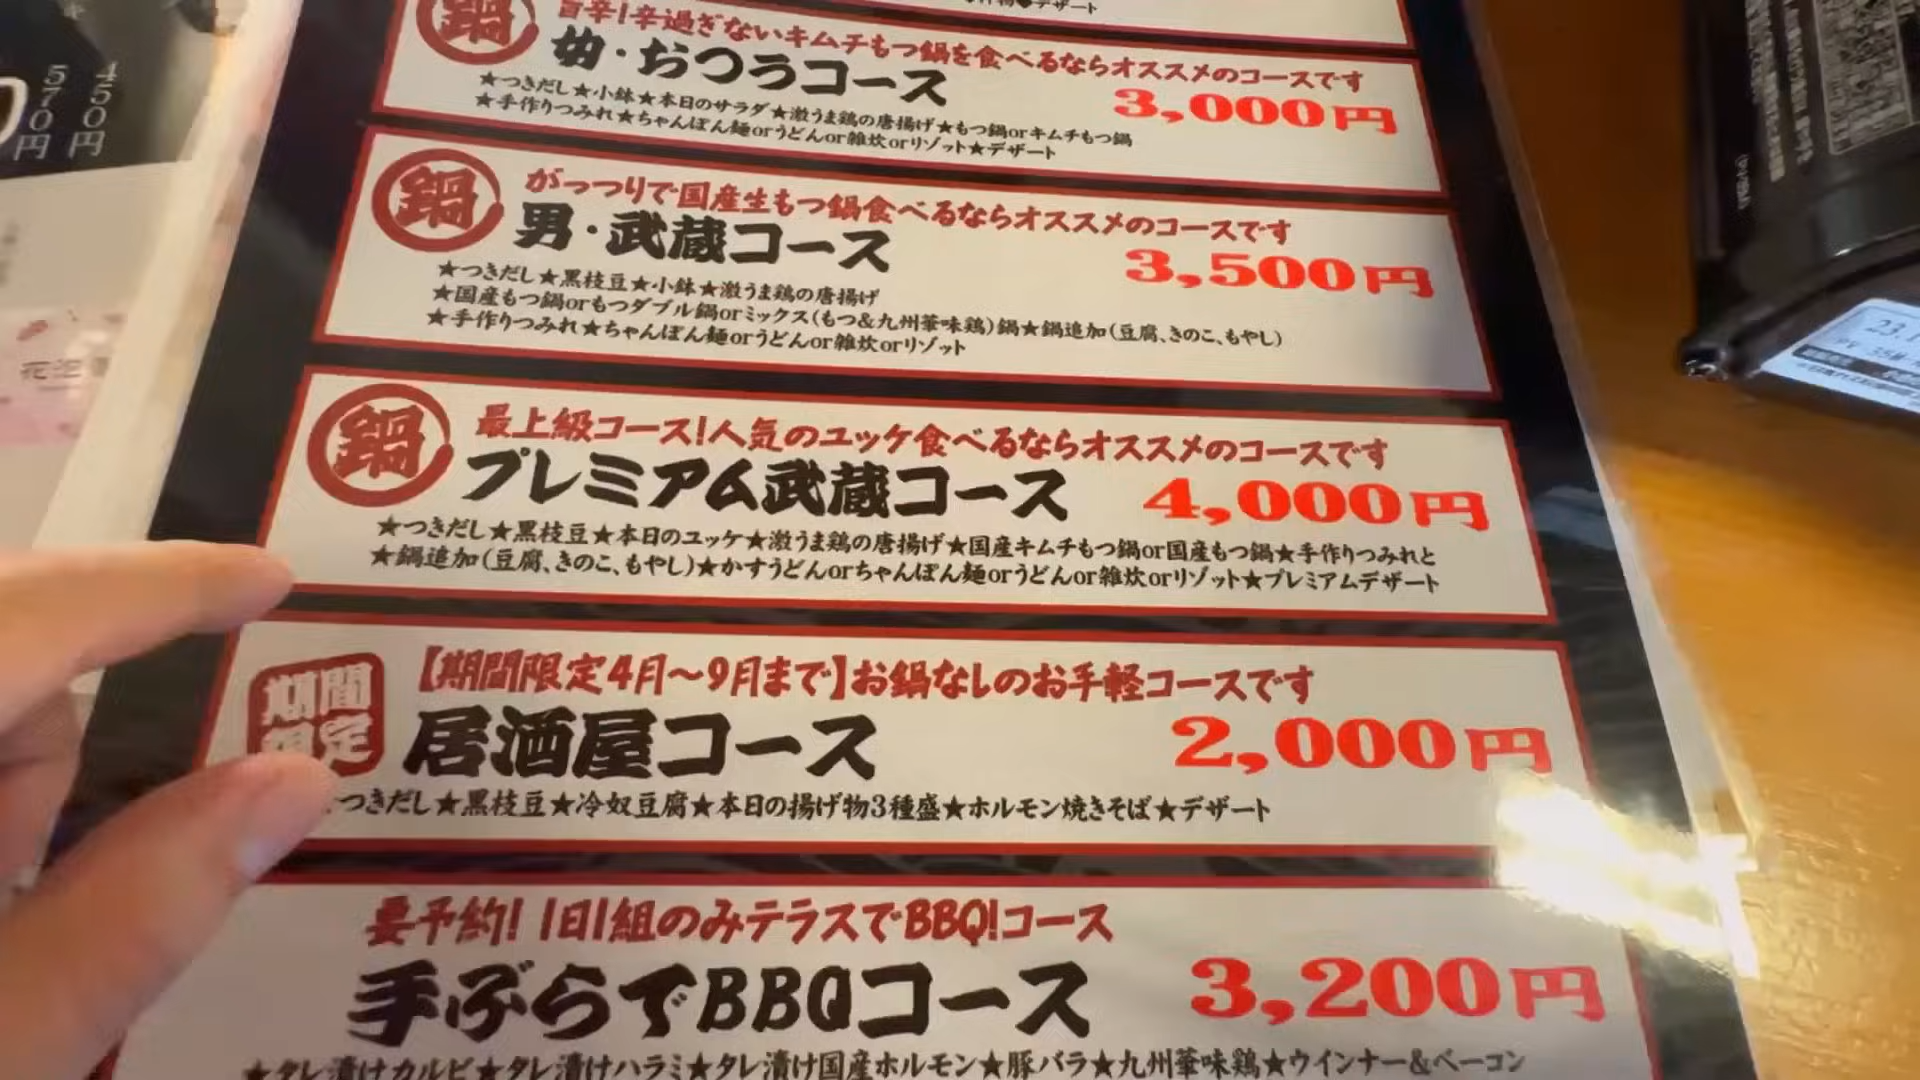 鍋
旨辛!辛過ぎないキムチもつ鍋を食べるならオススメのコースです
・おつうコース
3,000円
★つきだし★小鉢★本日のサラダ★激うま鶏の唐揚げ★もつ鍋orキムチもつ鍋
★手作りつみれ★ちゃんぽん麺orうどんor雑炊orリゾット★デザート
鍋
がっつりで国産生もつ鍋食べるならオススメのコースです
男・武蔵コース
3,500円
★つきだし★黒枝豆★小鉢★激うま鶏の唐揚げ
★国産もつ鍋orもつダブル鍋orミックス(もつ&九州華味鶏)鍋★鍋追加(豆腐、きのこ、もやし)
★手作りつみれ★ちゃんぽん麺orうどんor雑炊orリゾット
鍋
最上級コース!人気のユッケ食べるならオススメのコースです
プレミアム武蔵コース
4,000円
★つきだし★黒枝豆★本日のユッケ★激うま鶏の唐揚げ★国産キムチもつ鍋or国産もつ鍋★手作りつみれと
★鍋追加(豆腐、きのこ、もやし)★かすうどんorちゃんぽん麺orうどんor雑炊orリゾット★プレミアムデザート
期間
限定
【期間限定4月〜9月まで】お鍋なしのお手軽コースです
居酒屋コース
2,000円
つきだし★黒枝豆★冷奴豆腐★本日の揚げ物3種盛★ホルモン焼きそば★デザート
要予約!1日1組のみテラスでBBQ!コース
手ぶらでBBQコース
3,200円
★タレ漬けカルビ★タレ漬けハラミ★タレ漬け国産ホルモン★豚バラ★九州華味鶏★ウインナー&ベーコン
450円
570円